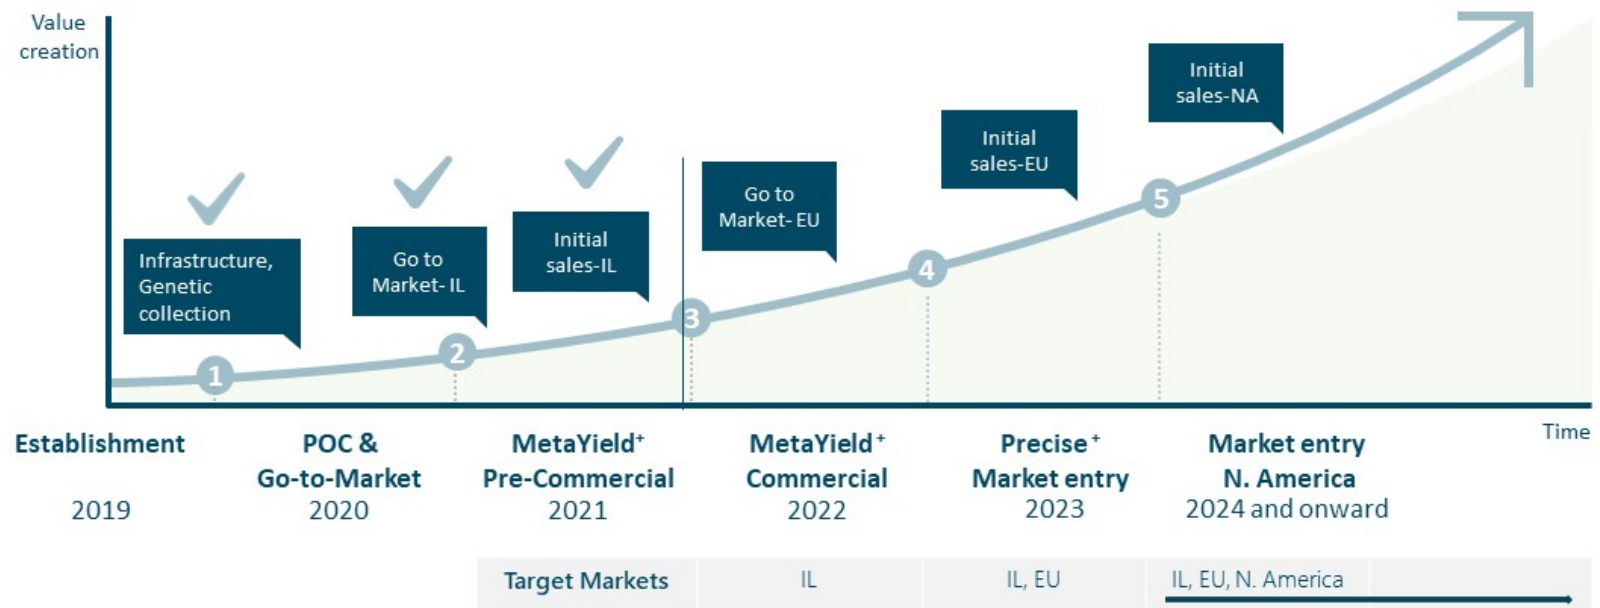 Value
creation
Infrastructure,
Genetic
collection
Go to
Market- IL
Initial
sales-IL
Go to
Market- EU
Initial
sales-EU
Initial
sales-NA
1
2
3
4
5
Time
Establishment
2019
POC &
Go-to-Market
2020
MetaYield+
Pre-Commercial
2021
MetaYield +
Commercial
2022
Precise +
Market entry
2023
Market entry
N. America
2024 and onward
Target Markets
IL
IL, EU
IL, EU, N. America